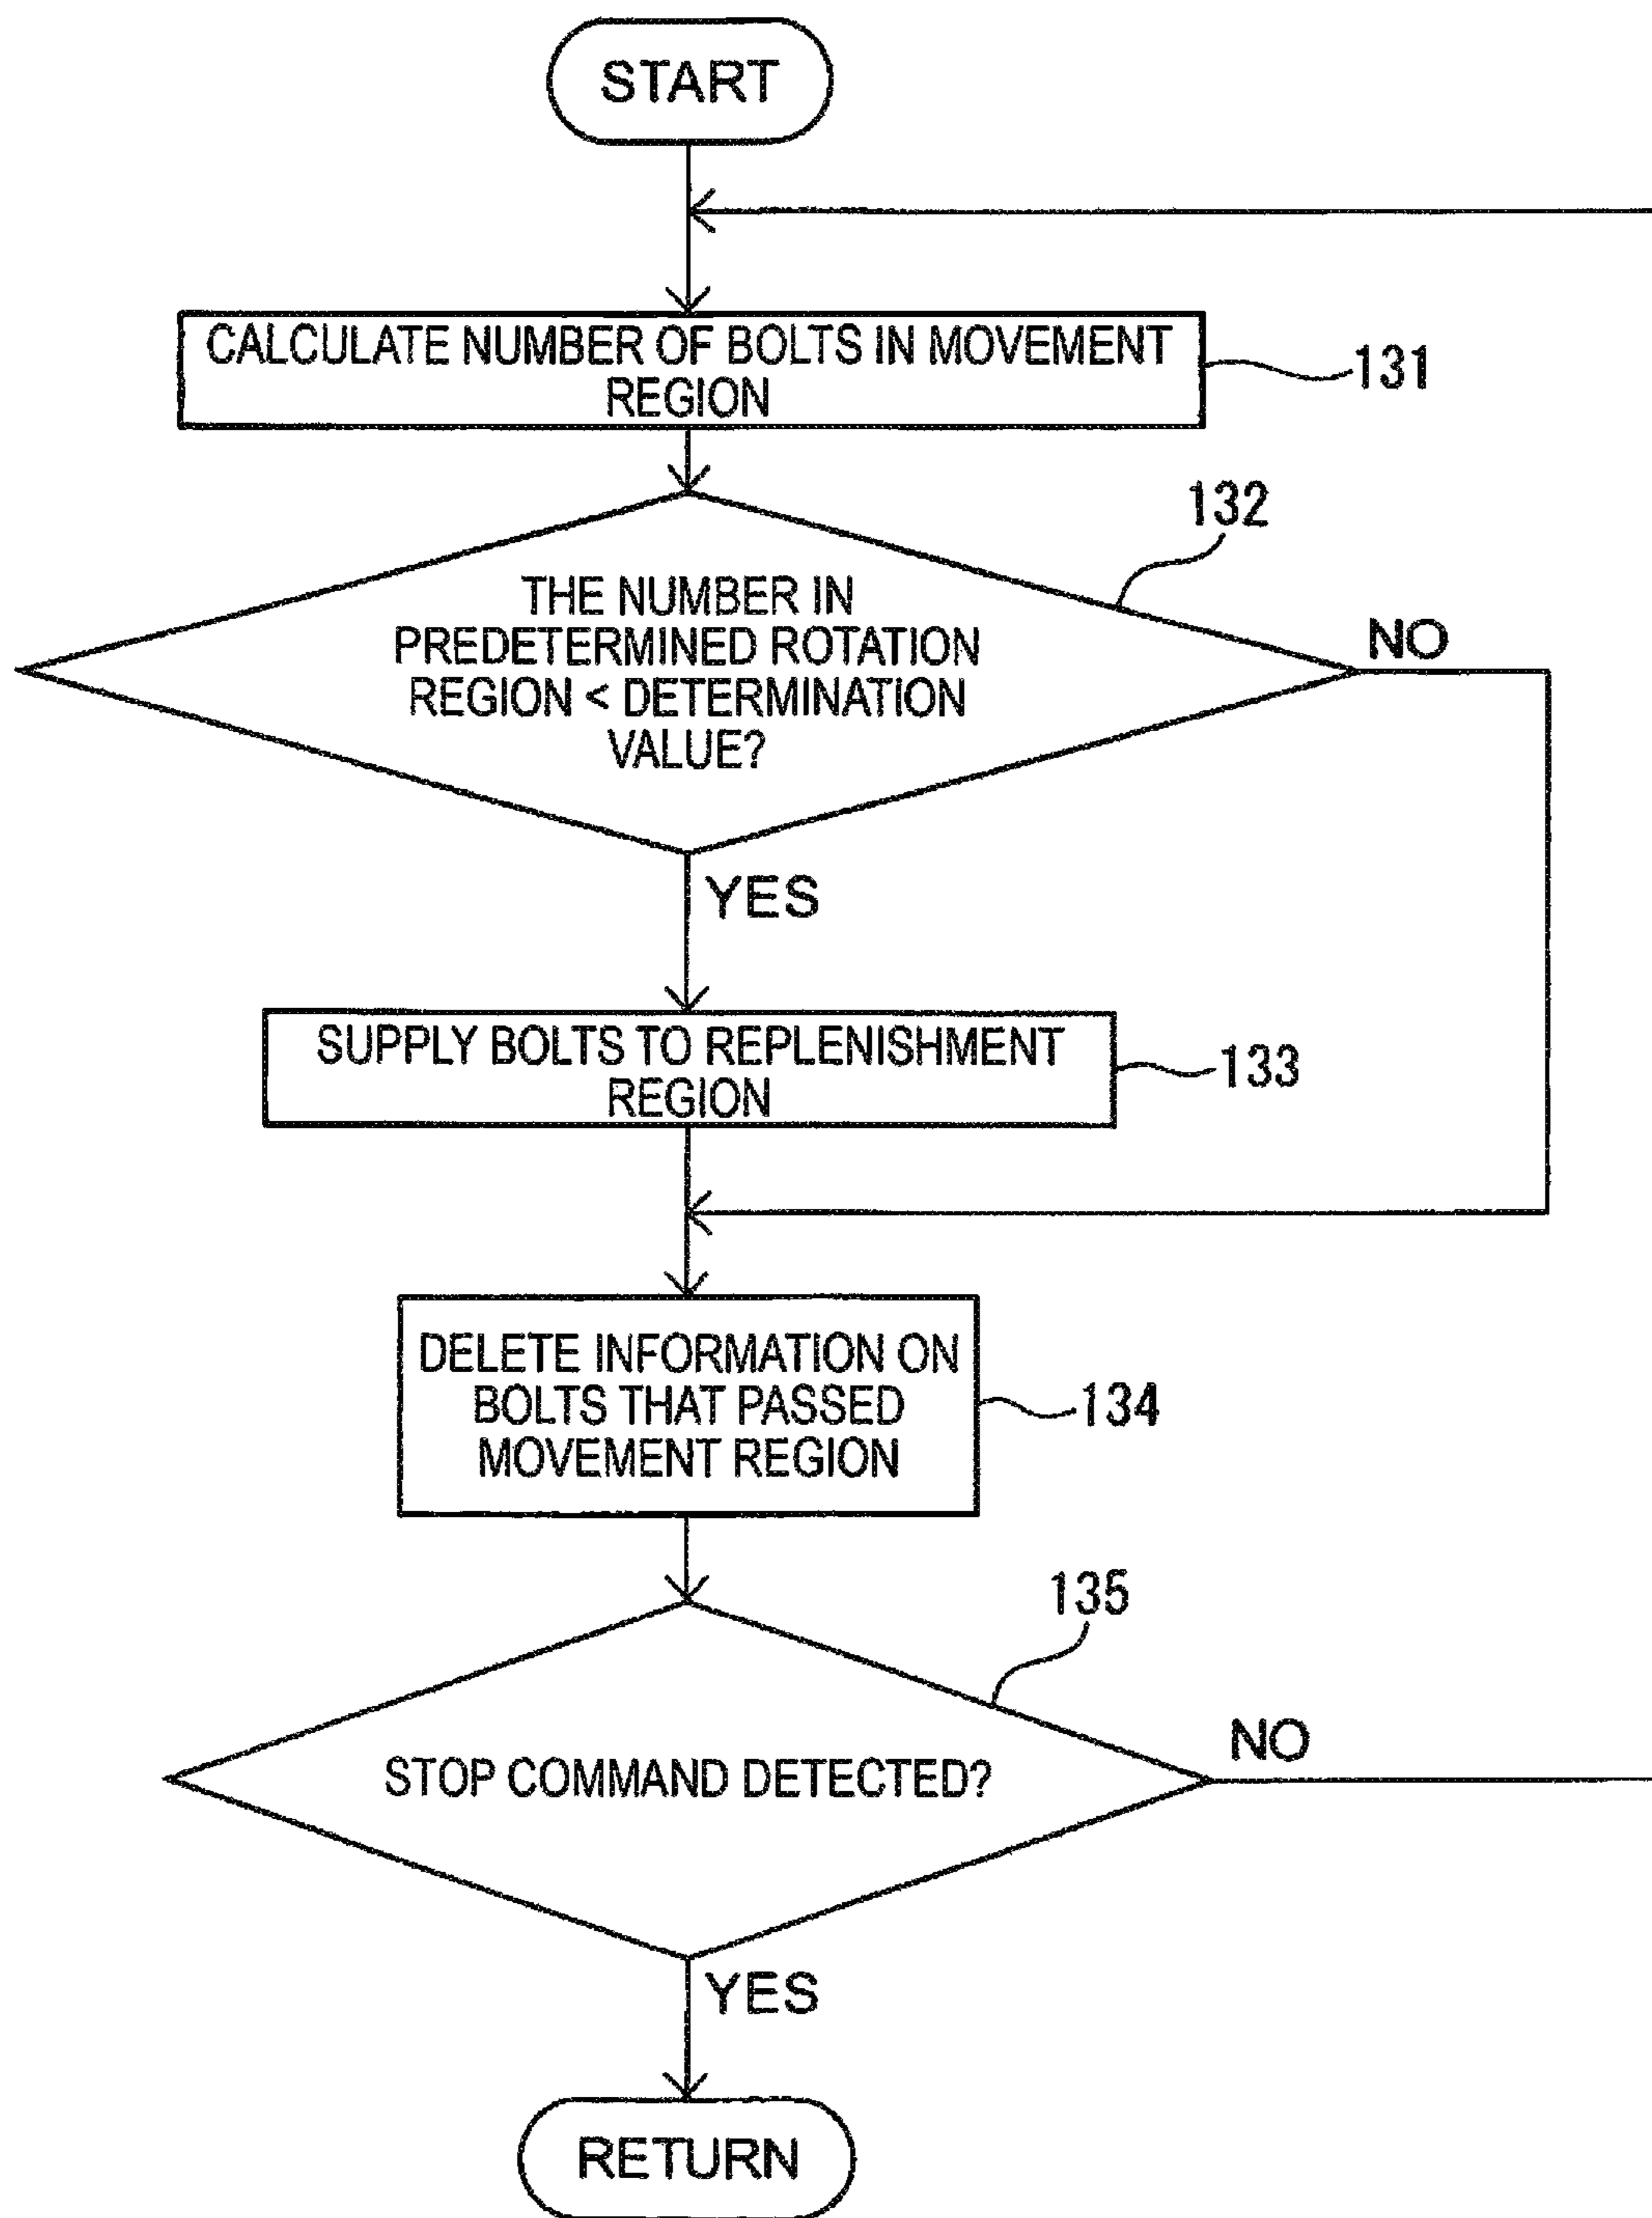 START
CALCULATE NUMBER OF BOLTS IN MOVEMENT
REGION
131
132
THE NUMBER IN
PREDETERMINED ROTATION
REGION < DETERMINATION
VALUE?
NO
YES
SUPPLY BOLTS TO REPLENISHMENT
REGION
133
DELETE INFORMATION ON
BOLTS THAT PASSED
MOVEMENT REGION
134
135
STOP COMMAND DETECTED?
NO
YES
RETURN